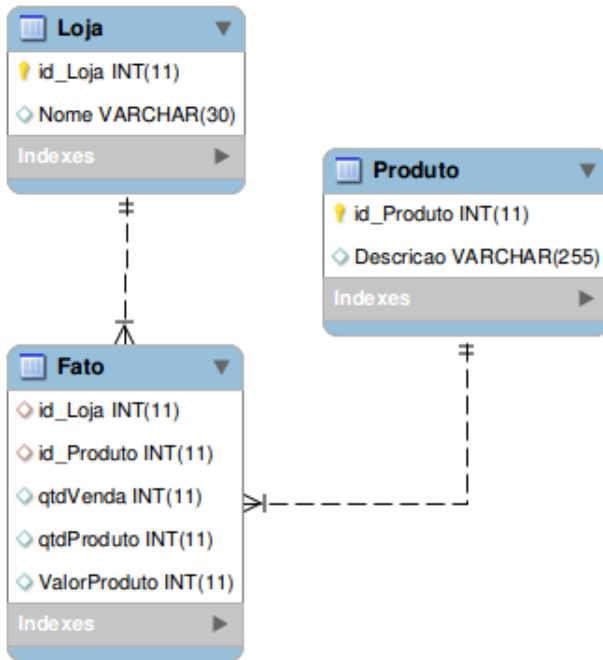 Loja
id_Loja INT(11)
Nome VARCHAR(30)
Indexes
Produto
id_Produto INT(11)
Descricao VARCHAR(255)
Indexes
Fato
id_Loja INT(11)
id_Produto INT(11)
qtdVenda INT(11)
qtdProduto INT(11)
ValorProduto INT(11)
Indexes